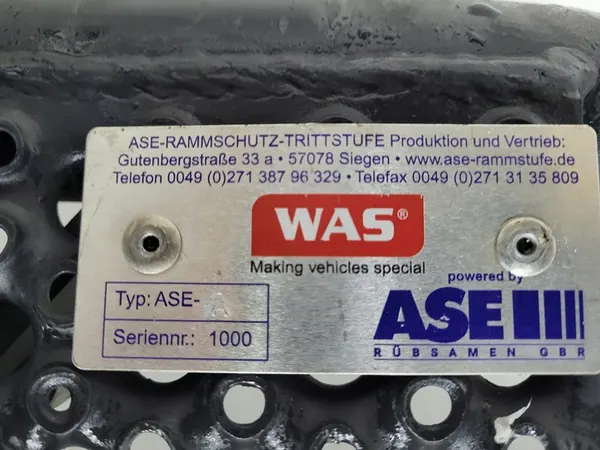 ASE-RAMMSCHUTZ-TRITTSTUFE Produktion und Vertrieb:
Gutenbergstraße 33 a • 57078 Siegen • www.ase-rammstufe.de
Telefon 0049 (0)271 387 96 329 • Telefax 0049 (0)271 31 35 809
WAS®
Making vehicles special
powered by
Typ: ASE-
ASE
Seriennr.: 1000
RÜBSAMEN GBR